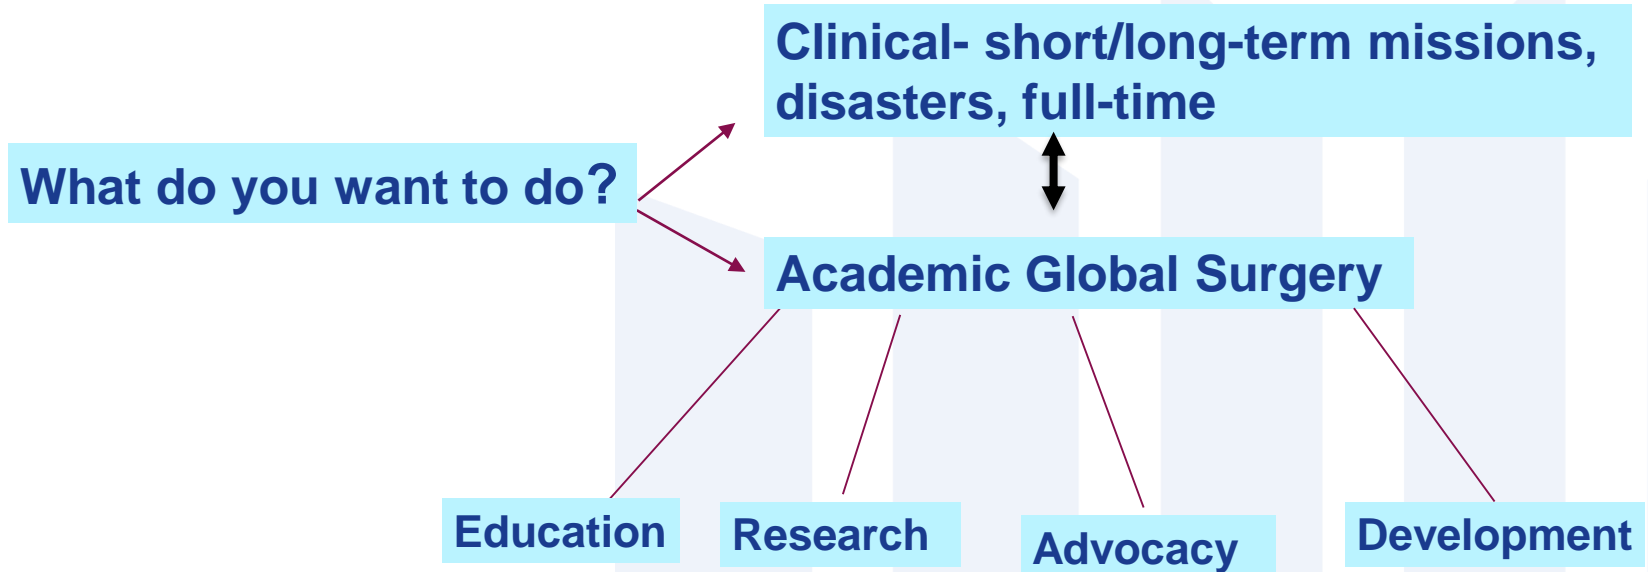 Clinical- short/long-term missions,
disasters, full-time
What do you want to do?
Academic Global Surgery
Education
Research
Advocacy
Development